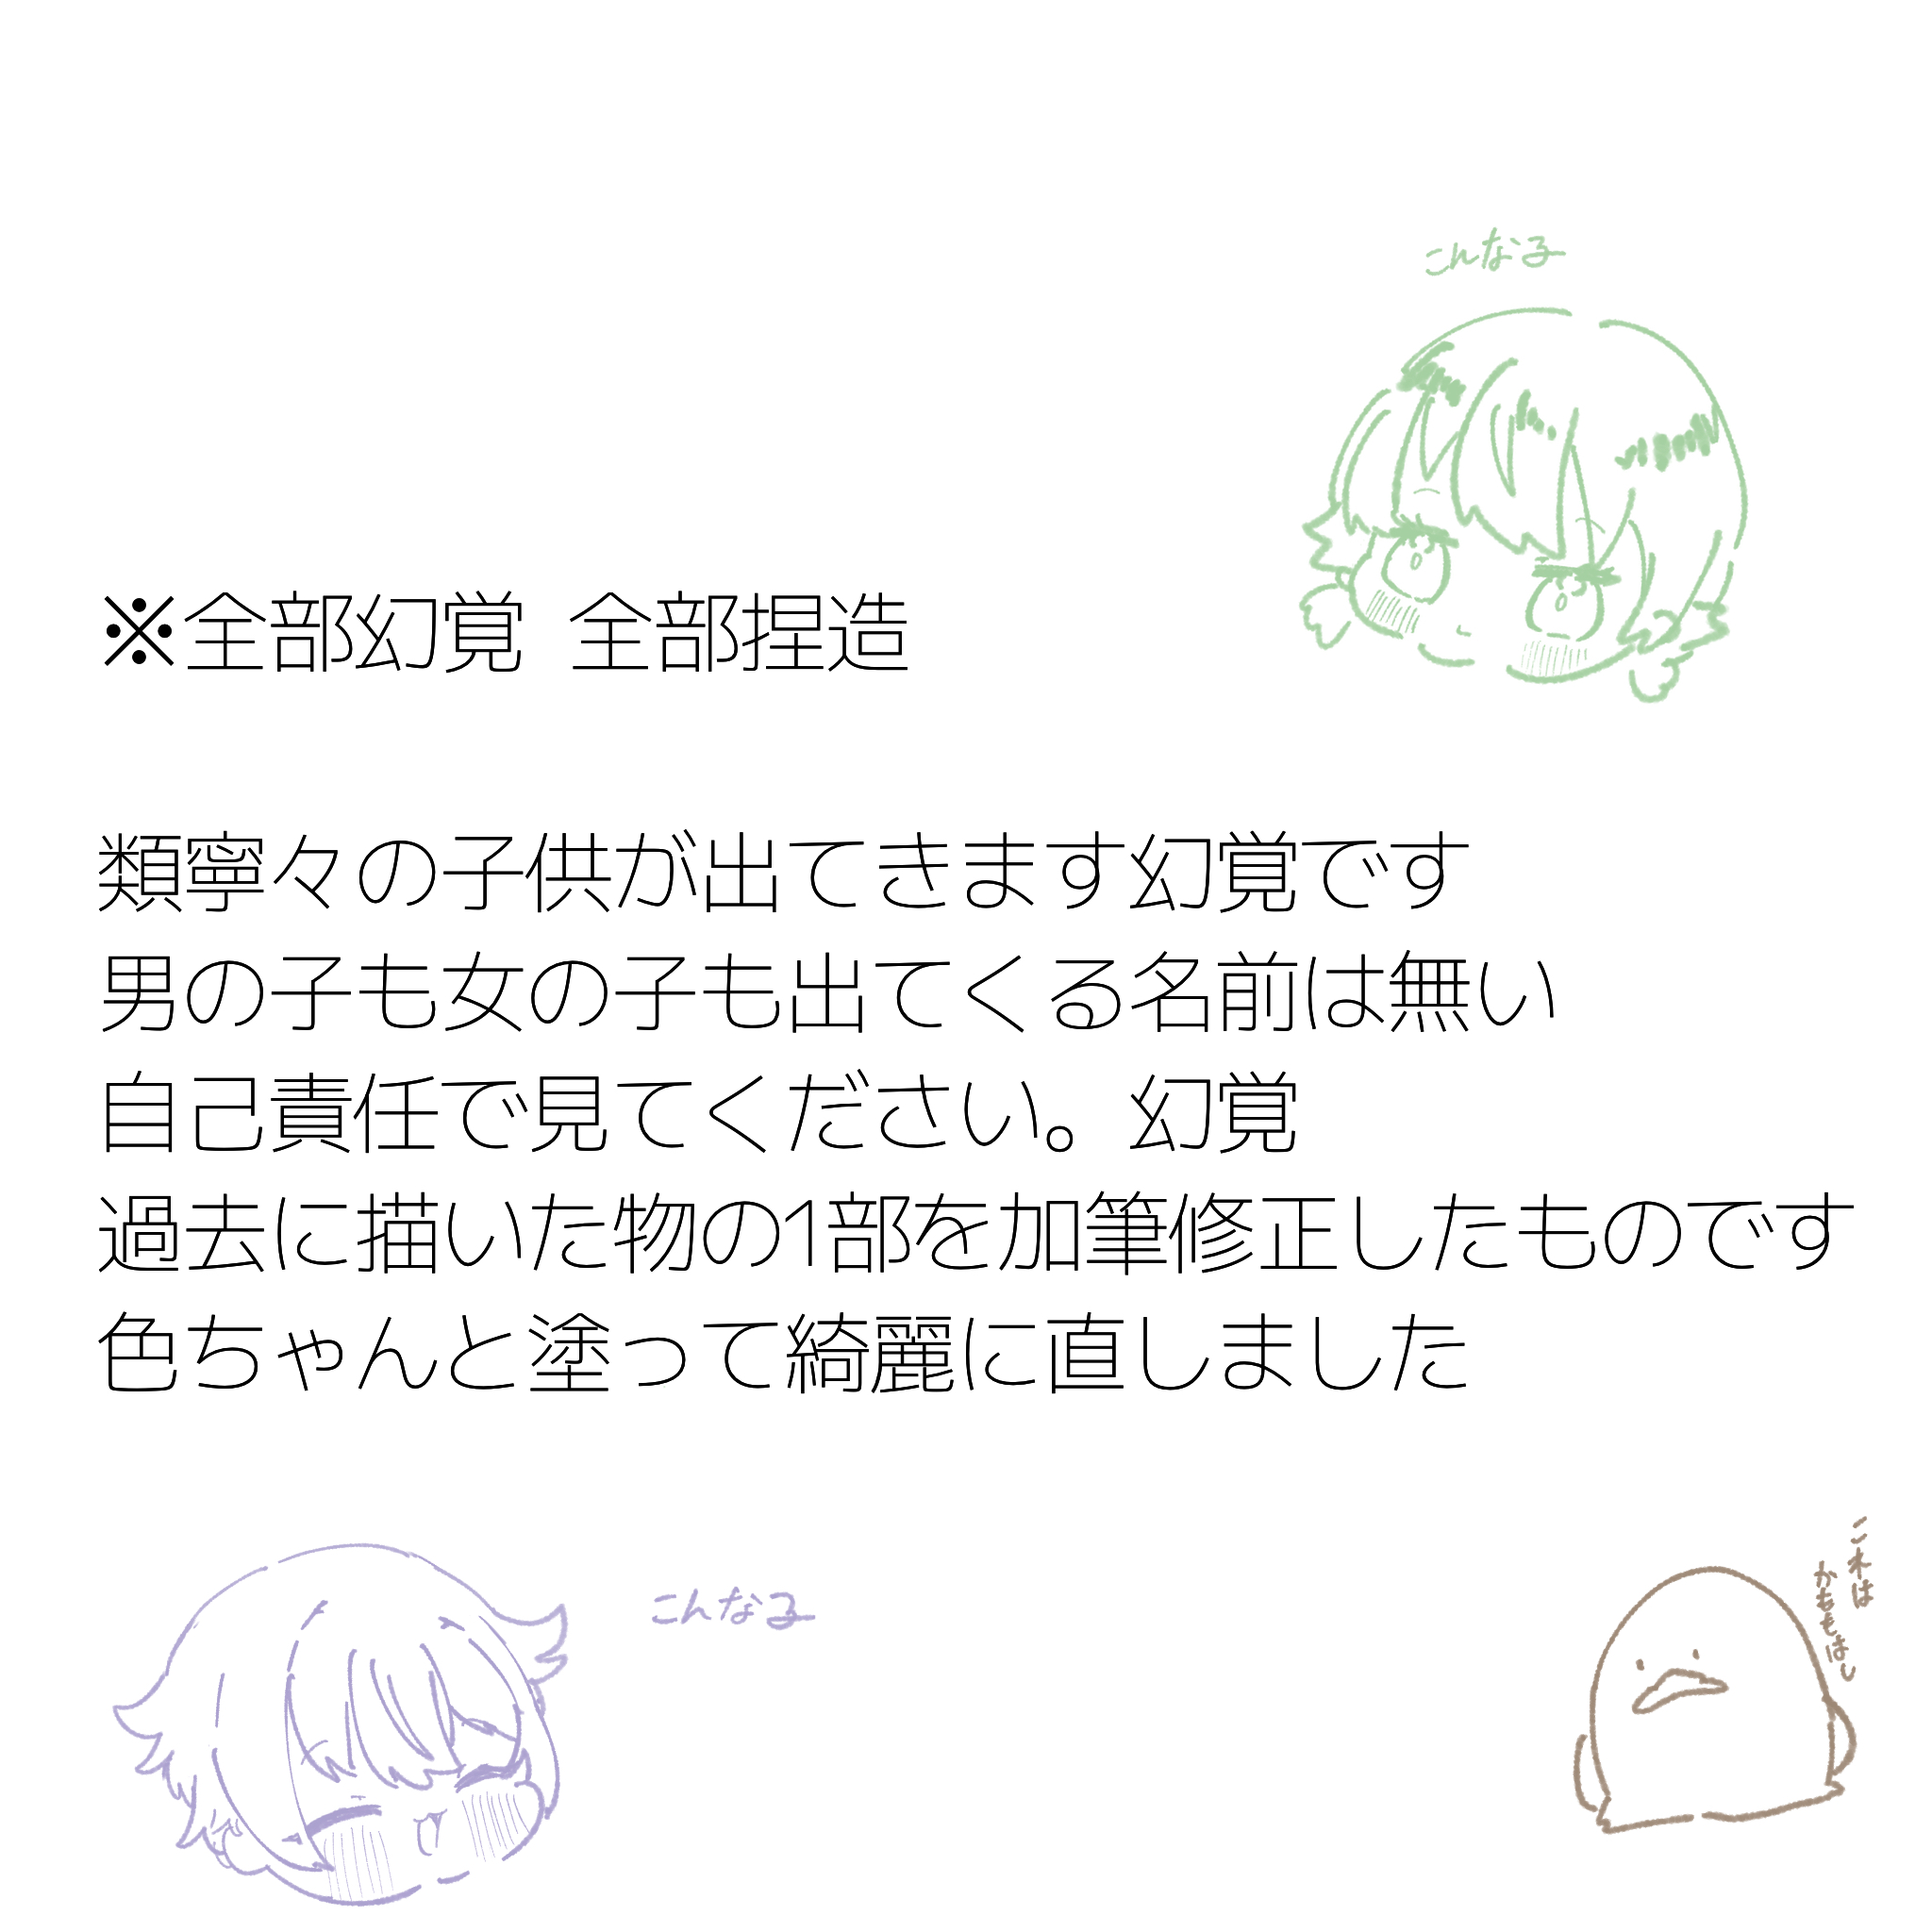 こんな子
※全部幻覚 全部捏造
類寧々の子供が出てきます幻覚です
男の子も女の子も出てくる名前は無い
自己責任で見てください。幻覚
過去に描いた物の1部を加筆修正したものです
色ちゃんと塗って綺麗に直しました
こんな子
これは
かものはし